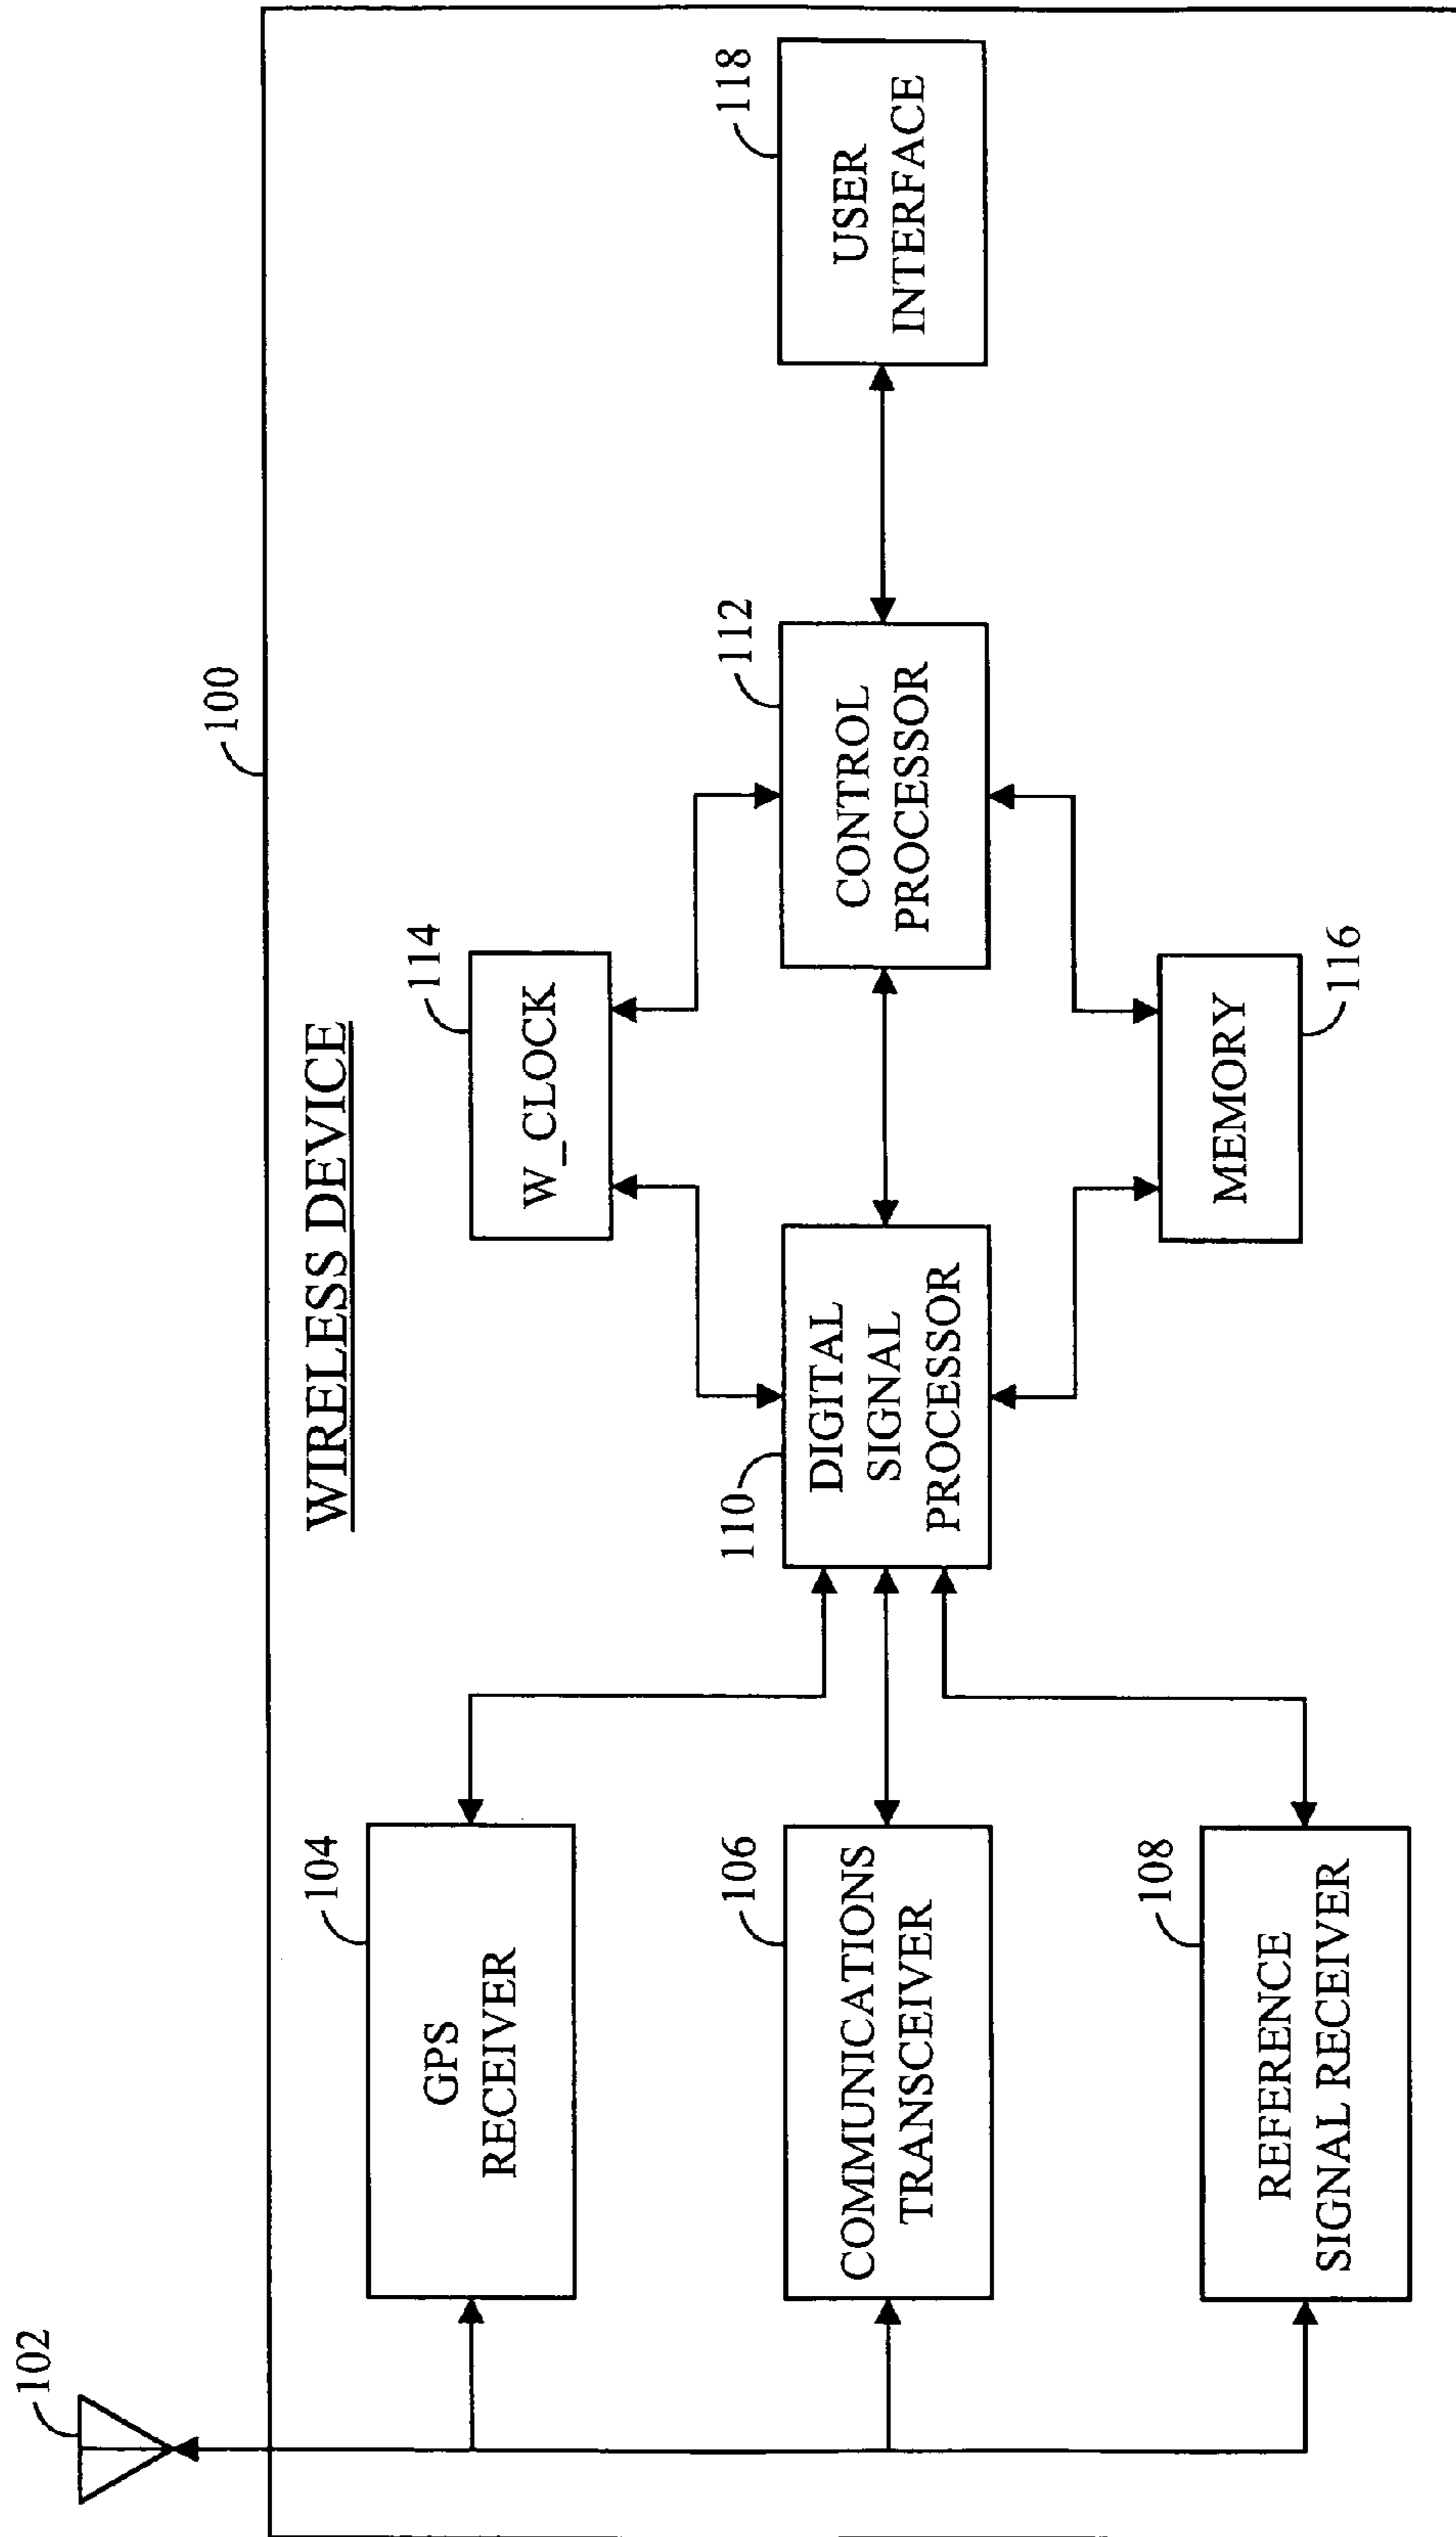 102
100
WIRELESS DEVICE
104
GPS
RECEIVER
114
W_CLOCK
106
COMMUNICATIONS
TRANSCEIVER
110
DIGITAL
SIGNAL
PROCESSOR
112
CONTROL
PROCESSOR
118
USER
INTERFACE
108
REFERENCE
SIGNAL RECEIVER
MEMORY
116